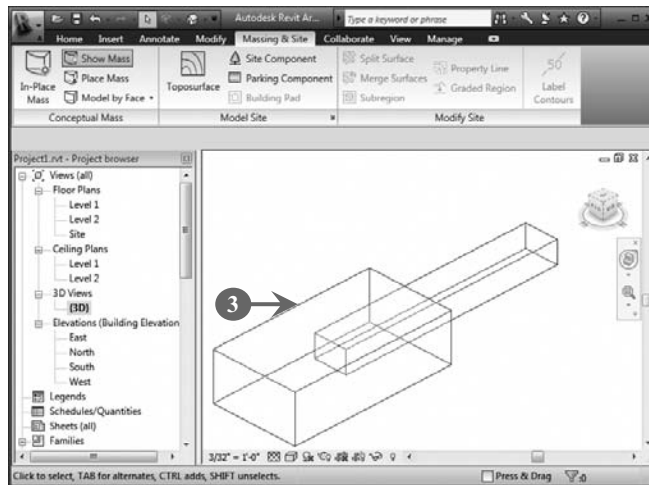 Autodesk Revit Ar...
Type a keyword or phrase
Home Insert Annotate Modify Massing & Site Collaborate View Manage
In-Place Mass
Show Mass
Place Mass
Model by Face
Conceptual Mass
Toposurface
Site Component
Parking Component
Building Pad
Model Site
Split Surface
Merge Surfaces
Subregion
Property Line
Graded Region
50
Label Contours
Modify Site
Project1.rvt - Project browser
Views (all)
Floor Plans
Level 1
Level 2
Site
Ceiling Plans
Level 1
Level 2
3D Views
{3D}
Elevations (Building Elevation
East
North
South
West
Legends
Schedules/Quantities
Sheets (all)
Families
3
3/32" = 1'-0"
Click to select, TAB for alternates, CTRL adds, SHIFT unselects.
Press & Drag
:0